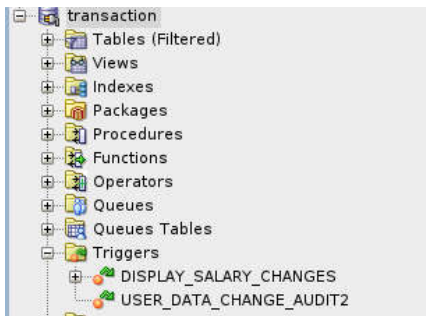 transaction
Tables (Filtered)
Views
Indexes
Packages
Procedures
Functions
Operators
Queues
Queues Tables
Triggers
DISPLAY_SALARY_CHANGES
USER_DATA_CHANGE_AUDIT2